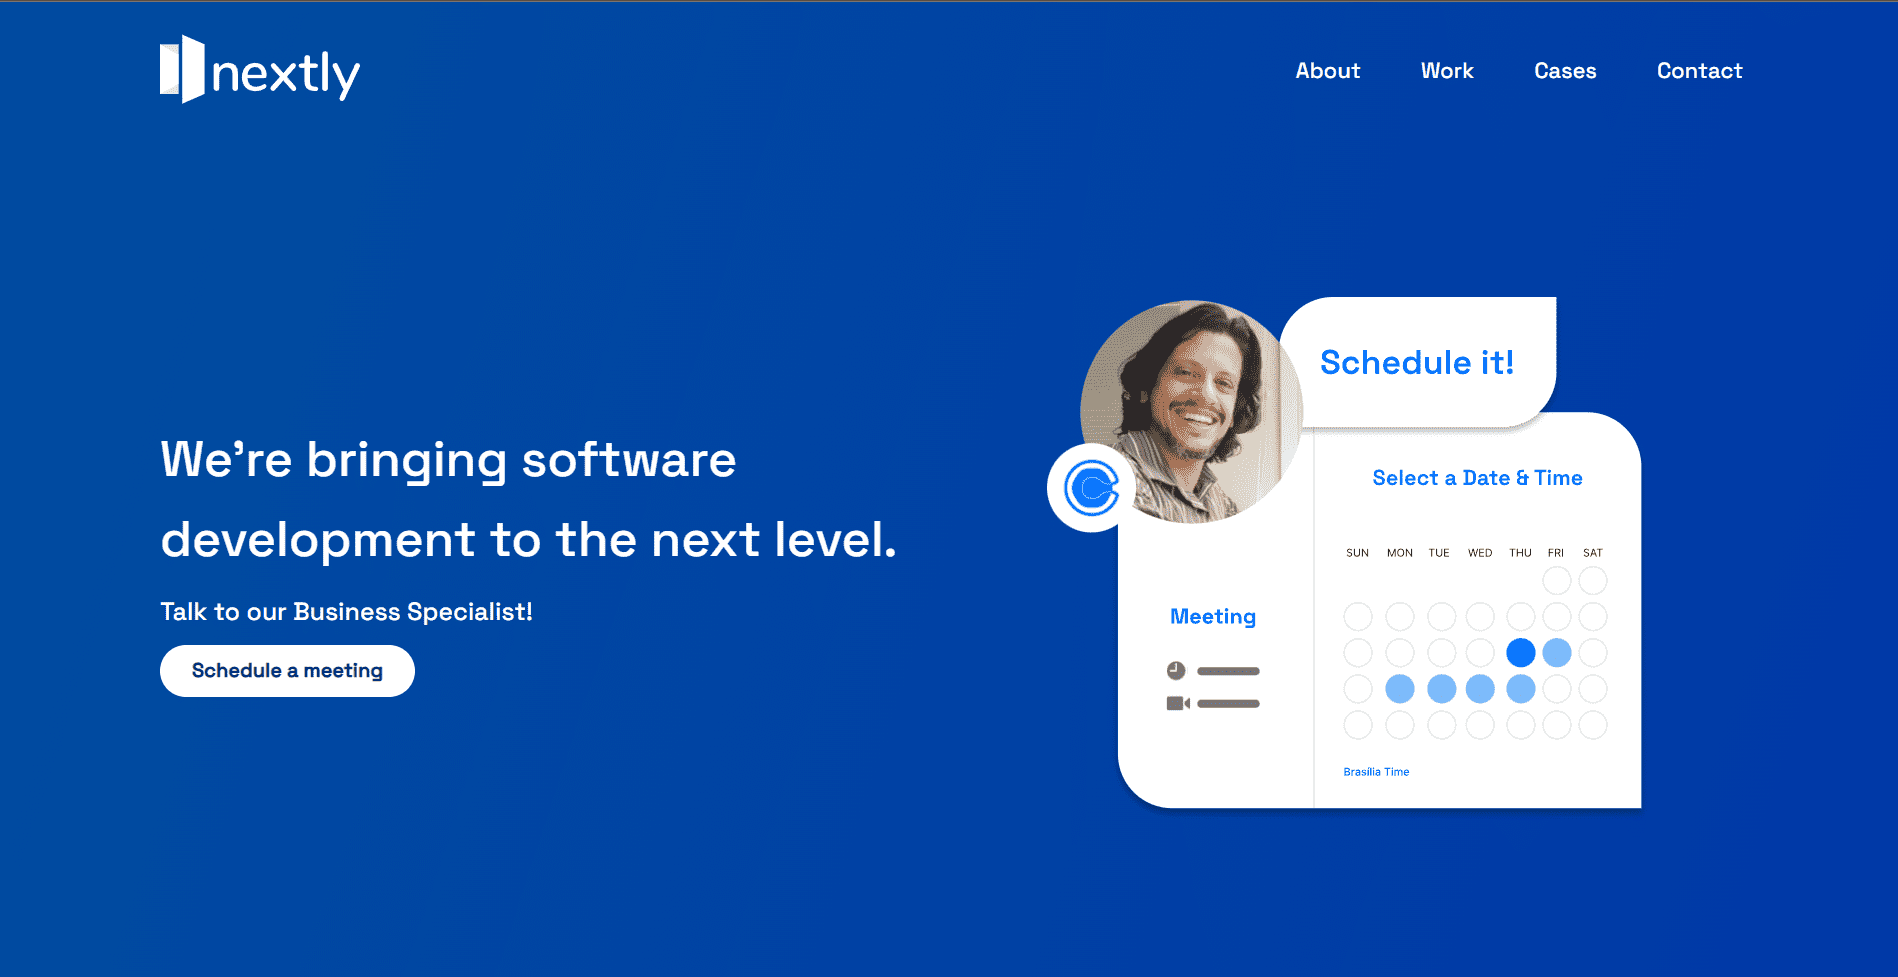 nextly
About Work Cases Contact
We're bringing software
development to the next level.
Talk to our Business Specialist!
Schedule a meeting
Schedule it!
Select a Date & Time
SUN MON TUE WED THU FRI SAT
Meeting
Brasília Time